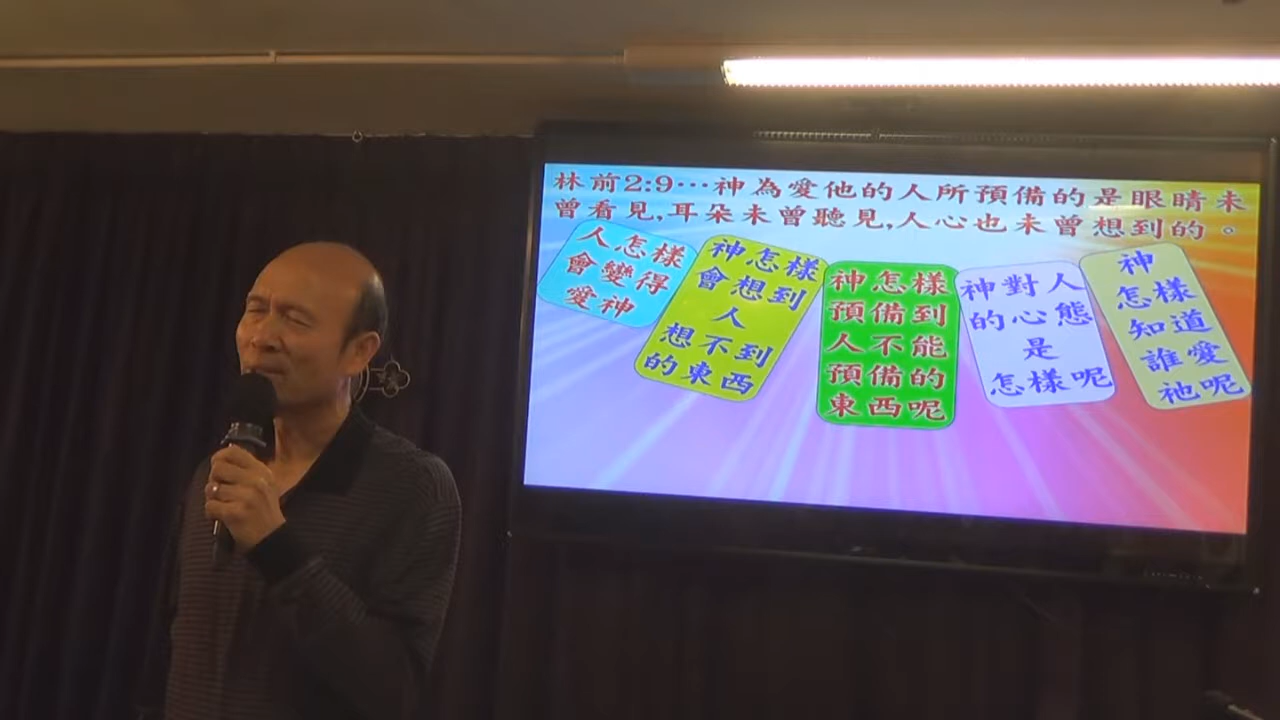 林前2:9…神為愛他的人所預備的是眼睛未
曾看見,耳朵未曾聽見,人心也未曾想到的。
人怎樣
會變得
愛神
神怎樣
會想到
人
想不到
的東西
神怎樣
預備到
人不能
預備的
東西呢
神對人
的心態
是
怎樣呢
神
怎樣
知道
誰愛
祂呢